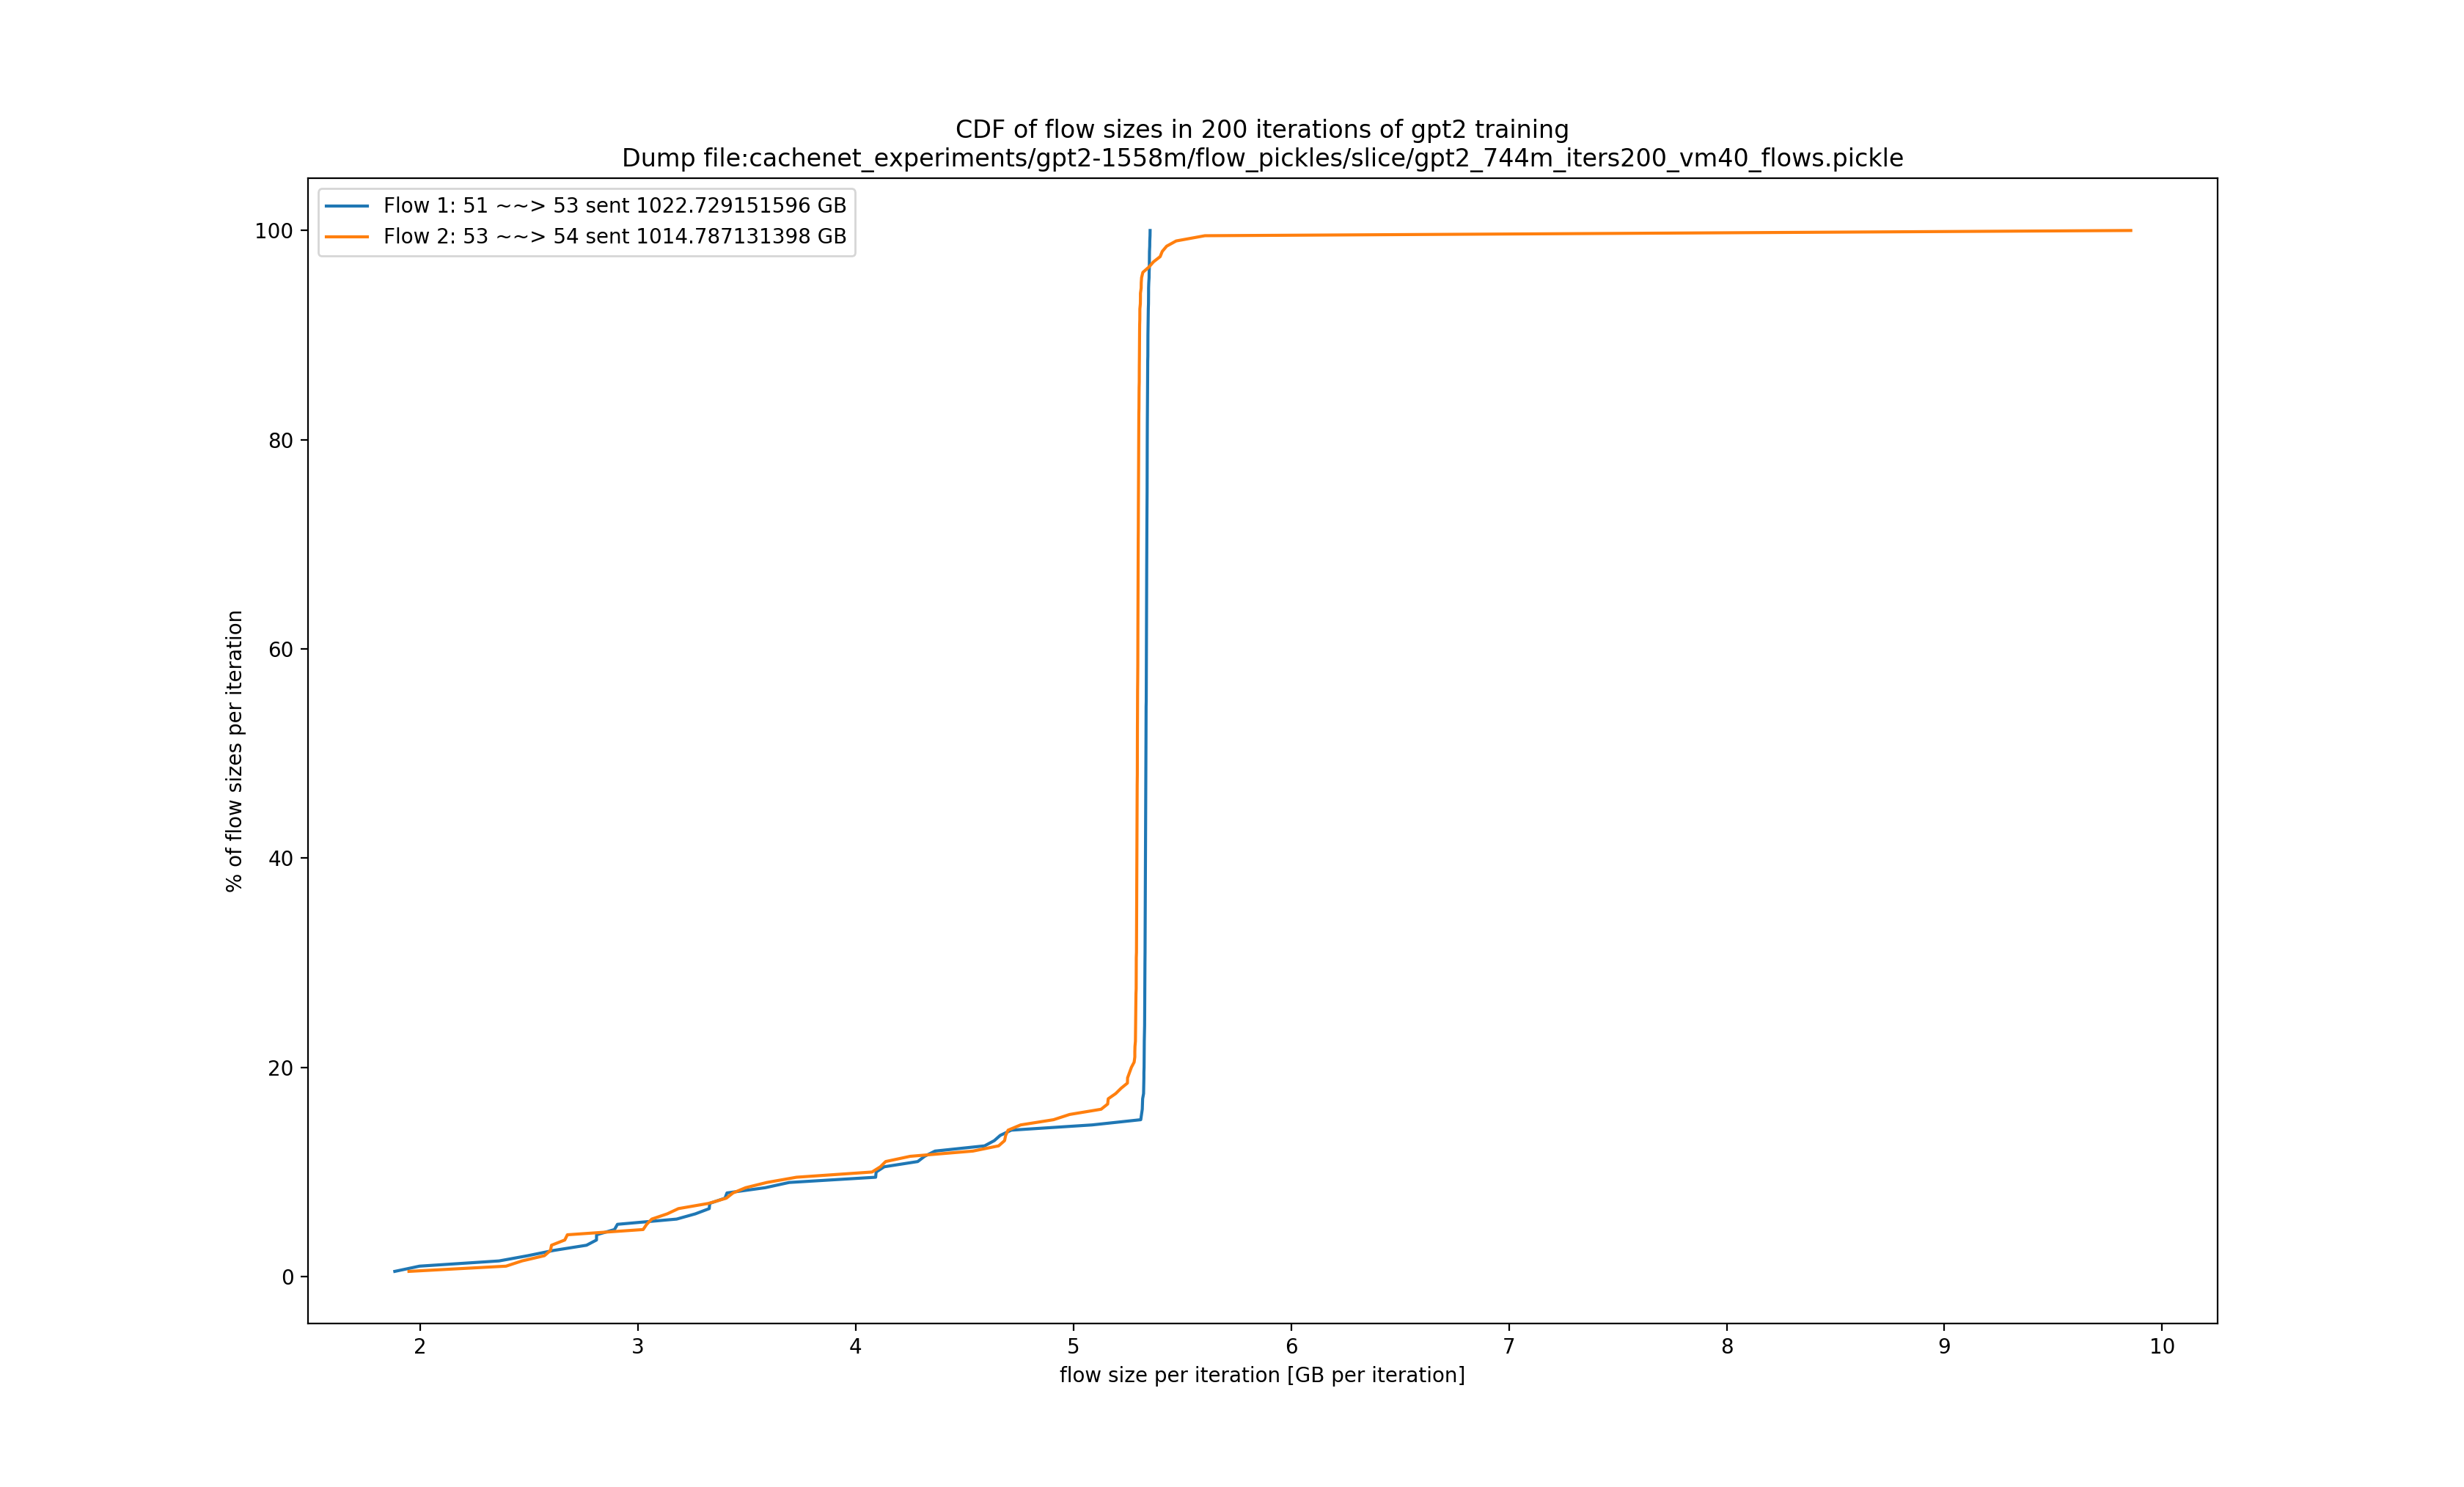 CDF of flow sizes in 200 iterations of gpt2 training
Dump file:cachenet_experiments/gpt2-1558m/flow_pickles/slice/gpt2_744m_iters200_vm40_flows.pickle
Flow 1: 51 ~~> 53 sent 1022.729151596 GB
Flow 2: 53 ~~> 54 sent 1014.787131398 GB
100
80
60
40
20
0
% of flow sizes per iteration
2 3 4 5 6 7 8 9 10
flow size per iteration [GB per iteration]